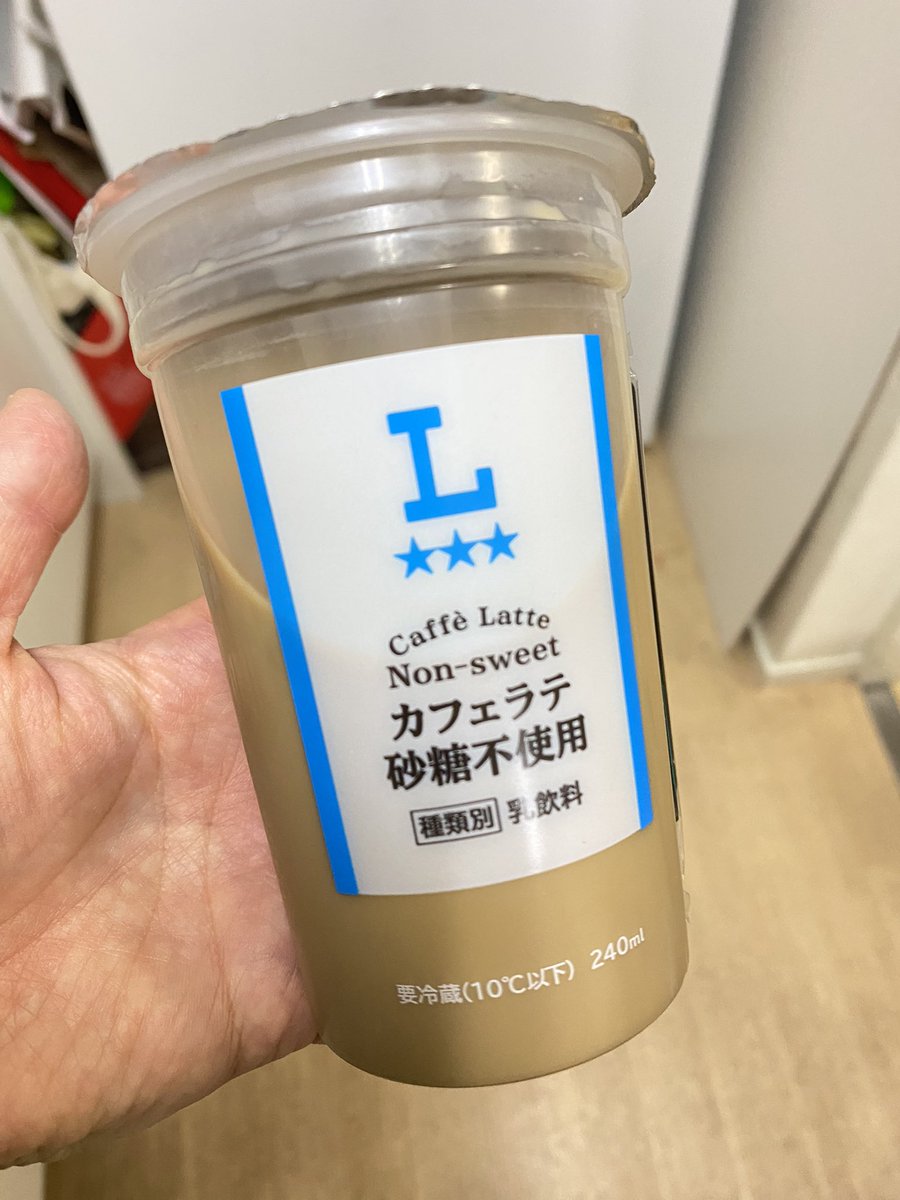 L
★★★
Caffè Latte
Non-sweet
カフェラテ
砂糖不使用
種類別 乳飲料
要冷蔵(10℃以下) 240ml